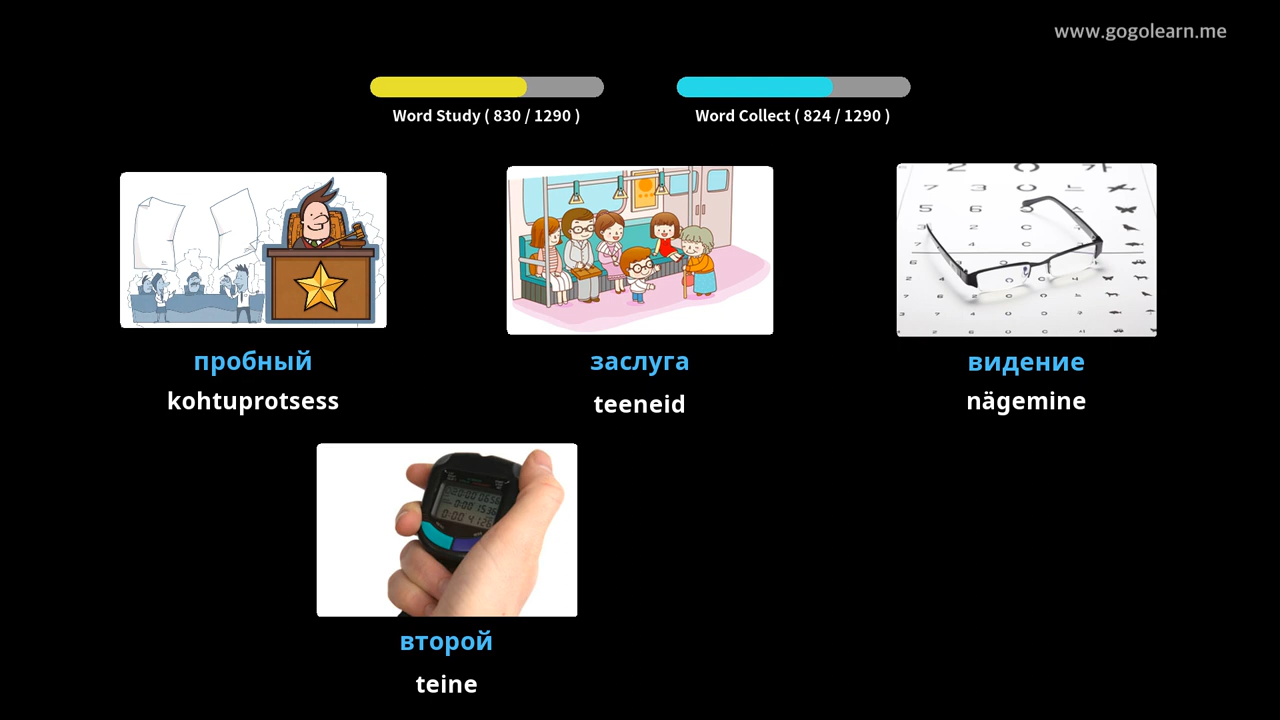 www.gogolearn.me
Word Study ( 830 / 1290 )
Word Collect ( 824 / 1290 )
пробный
kohtuprotsess
заслуга
teeneid
видение
nägemine
второй
teine